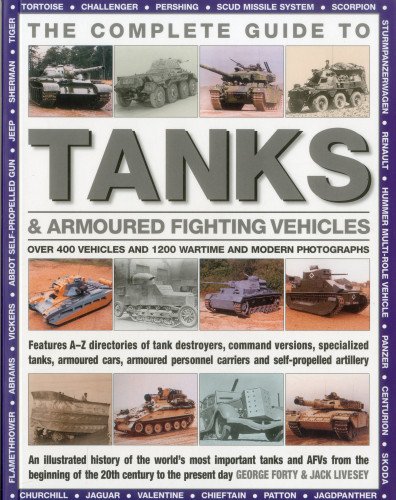 TORTOISE • CHALLENGER • PERSHING • SCUD MISSILE SYSTEM • SCORPION
STURMPANZERWAGEN • RENAULT • HUMMER MULTI-ROLE VEHICLE • PANZER • CENTURION • SKODA
FLAMETHROWER • ABRAMS • VICKERS • ABBOT SELF-PROPELLED GUN • JEEP • SHERMAN • TIGER
THE COMPLETE GUIDE TO
TANKS
& ARMOURED FIGHTING VEHICLES
OVER 400 VEHICLES AND 1200 WARTIME AND MODERN PHOTOGRAPHS
Features A–Z directories of tank destroyers, command versions, specialized
tanks, armoured cars, armoured personnel carriers and self-propelled artillery
An illustrated history of the world's most important tanks and AFVs from the
beginning of the 20th century to the present day GEORGE FORTY & JACK LIVESEY
CHURCHILL • JAGUAR • VALENTINE • CHIEFTAIN • PATTON • JAGDPANTHER